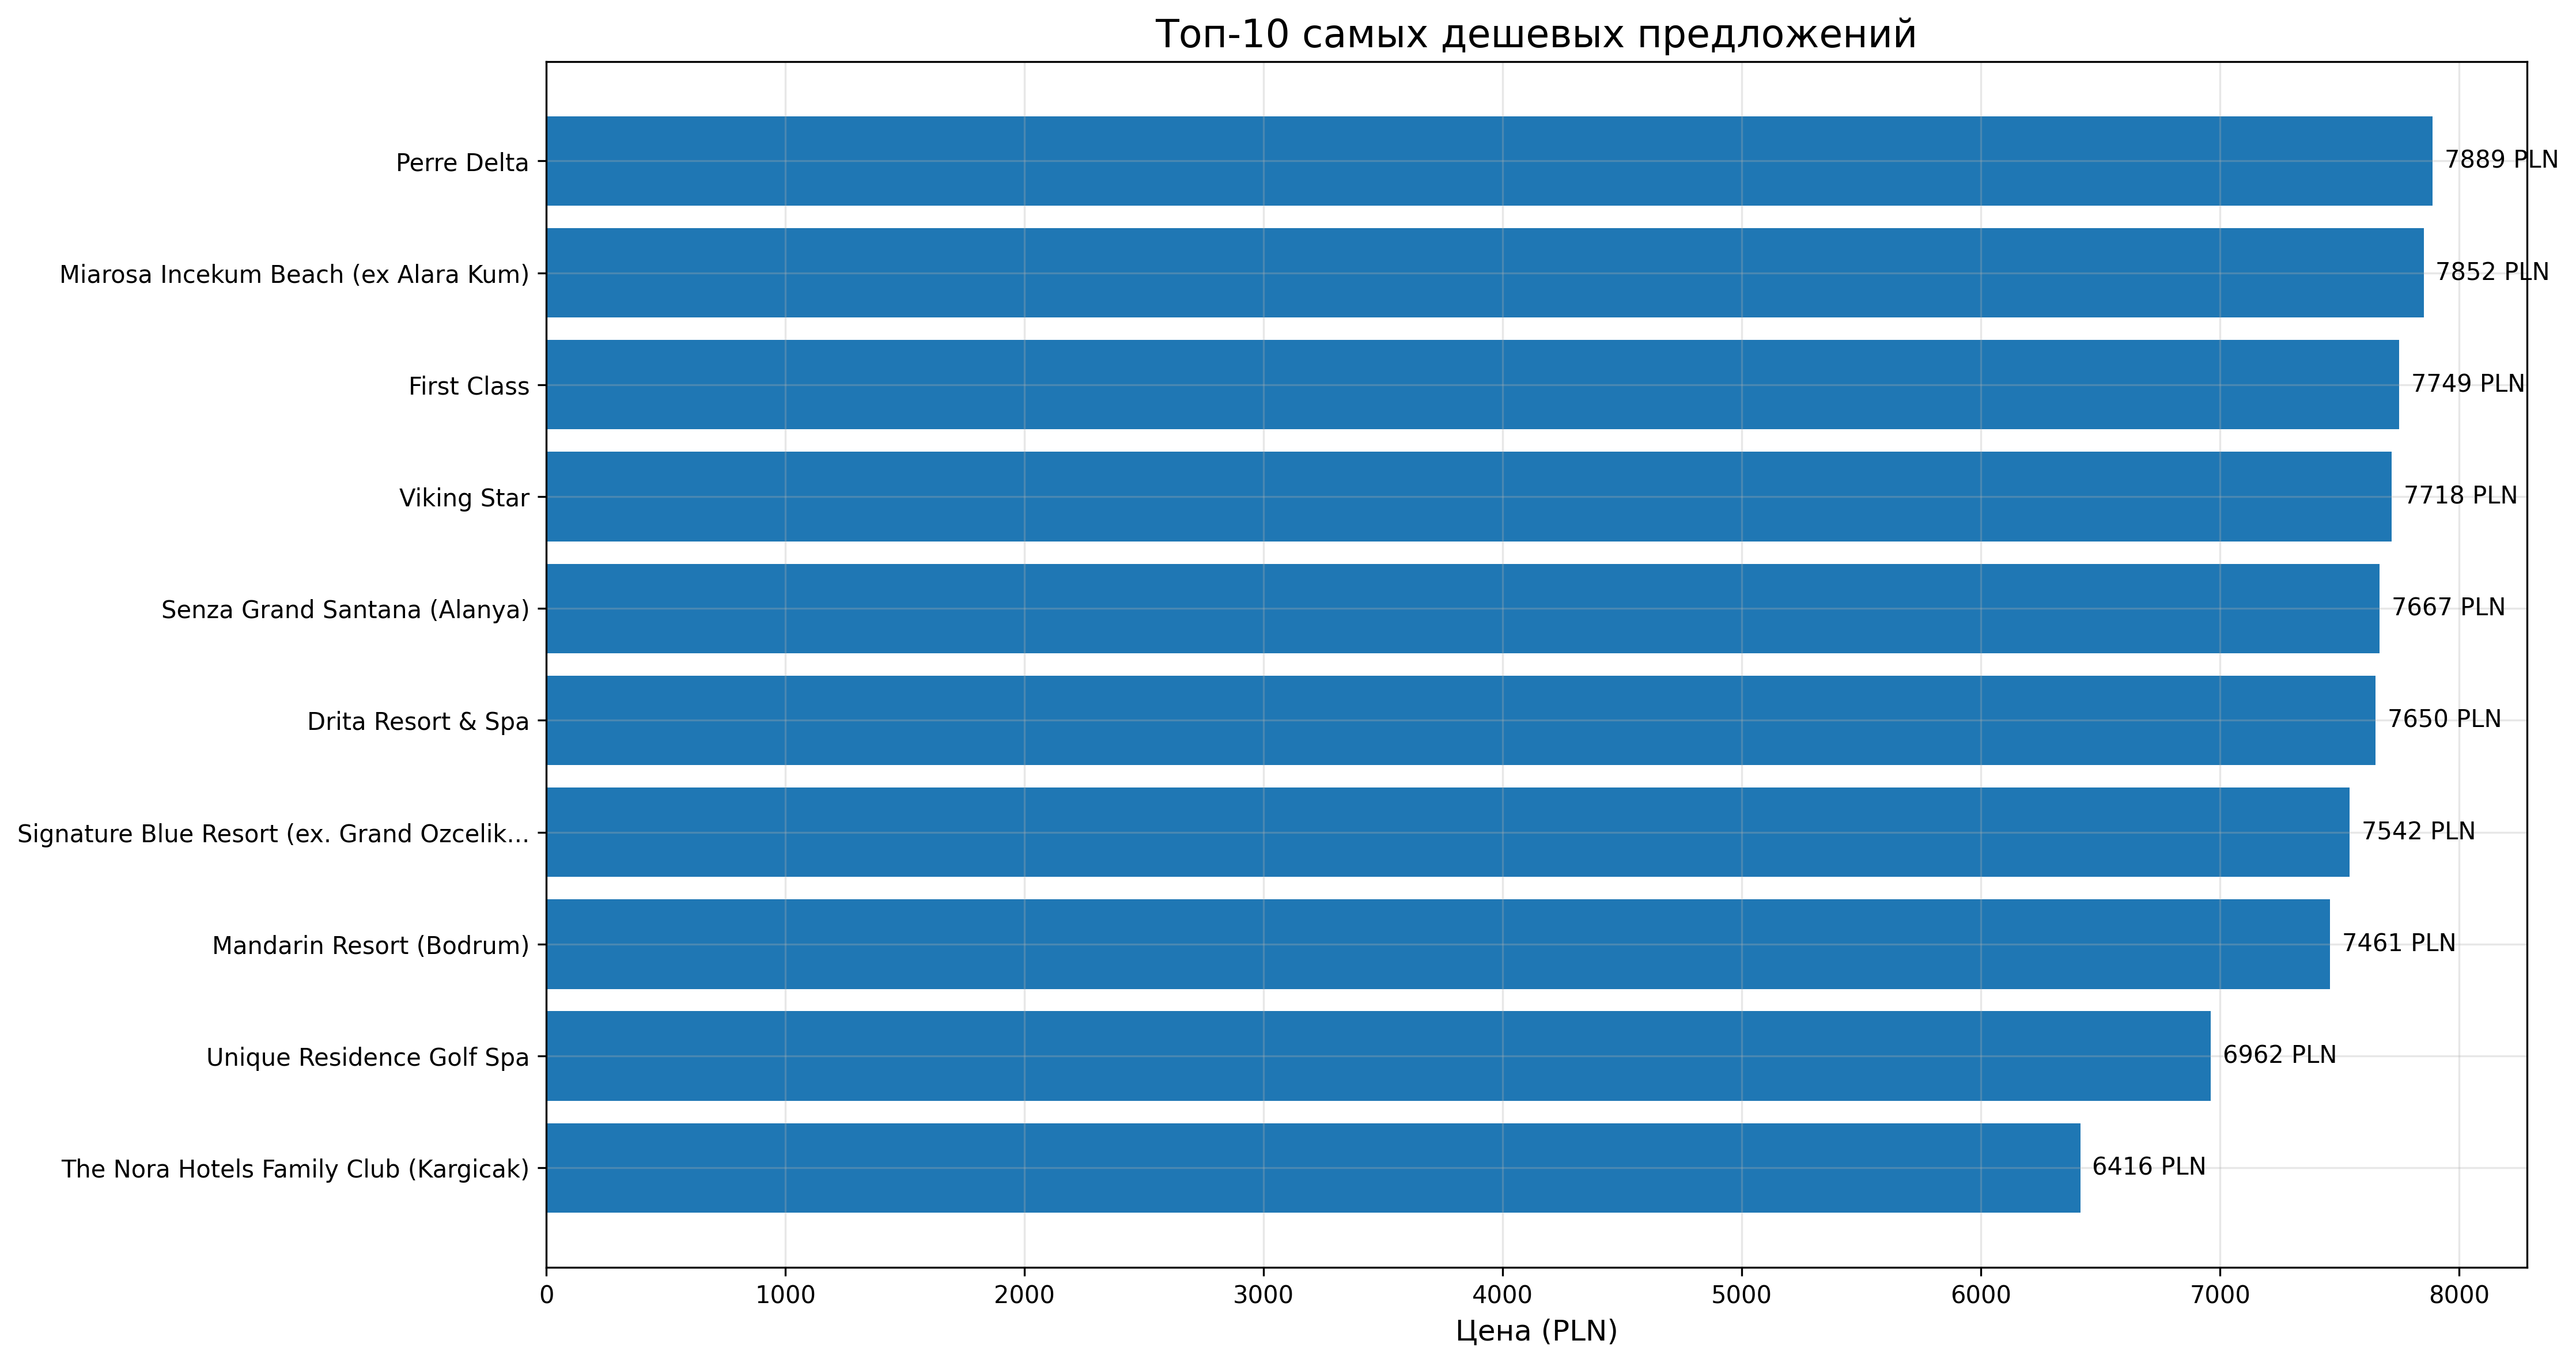 Топ-10 самых дешевых предложений
Perre Delta
7889 PLN
Miarosa Incekum Beach (ex Alara Kum)
7852 PLN
First Class
7749 PLN
Viking Star
7718 PLN
Senza Grand Santana (Alanya)
7667 PLN
Drita Resort & Spa
7650 PLN
Signature Blue Resort (ex. Grand Ozcelik...
7542 PLN
Mandarin Resort (Bodrum)
7461 PLN
Unique Residence Golf Spa
6962 PLN
The Nora Hotels Family Club (Kargicak)
6416 PLN
0 1000 2000 3000 4000 5000 6000 7000 8000
Цена (PLN)